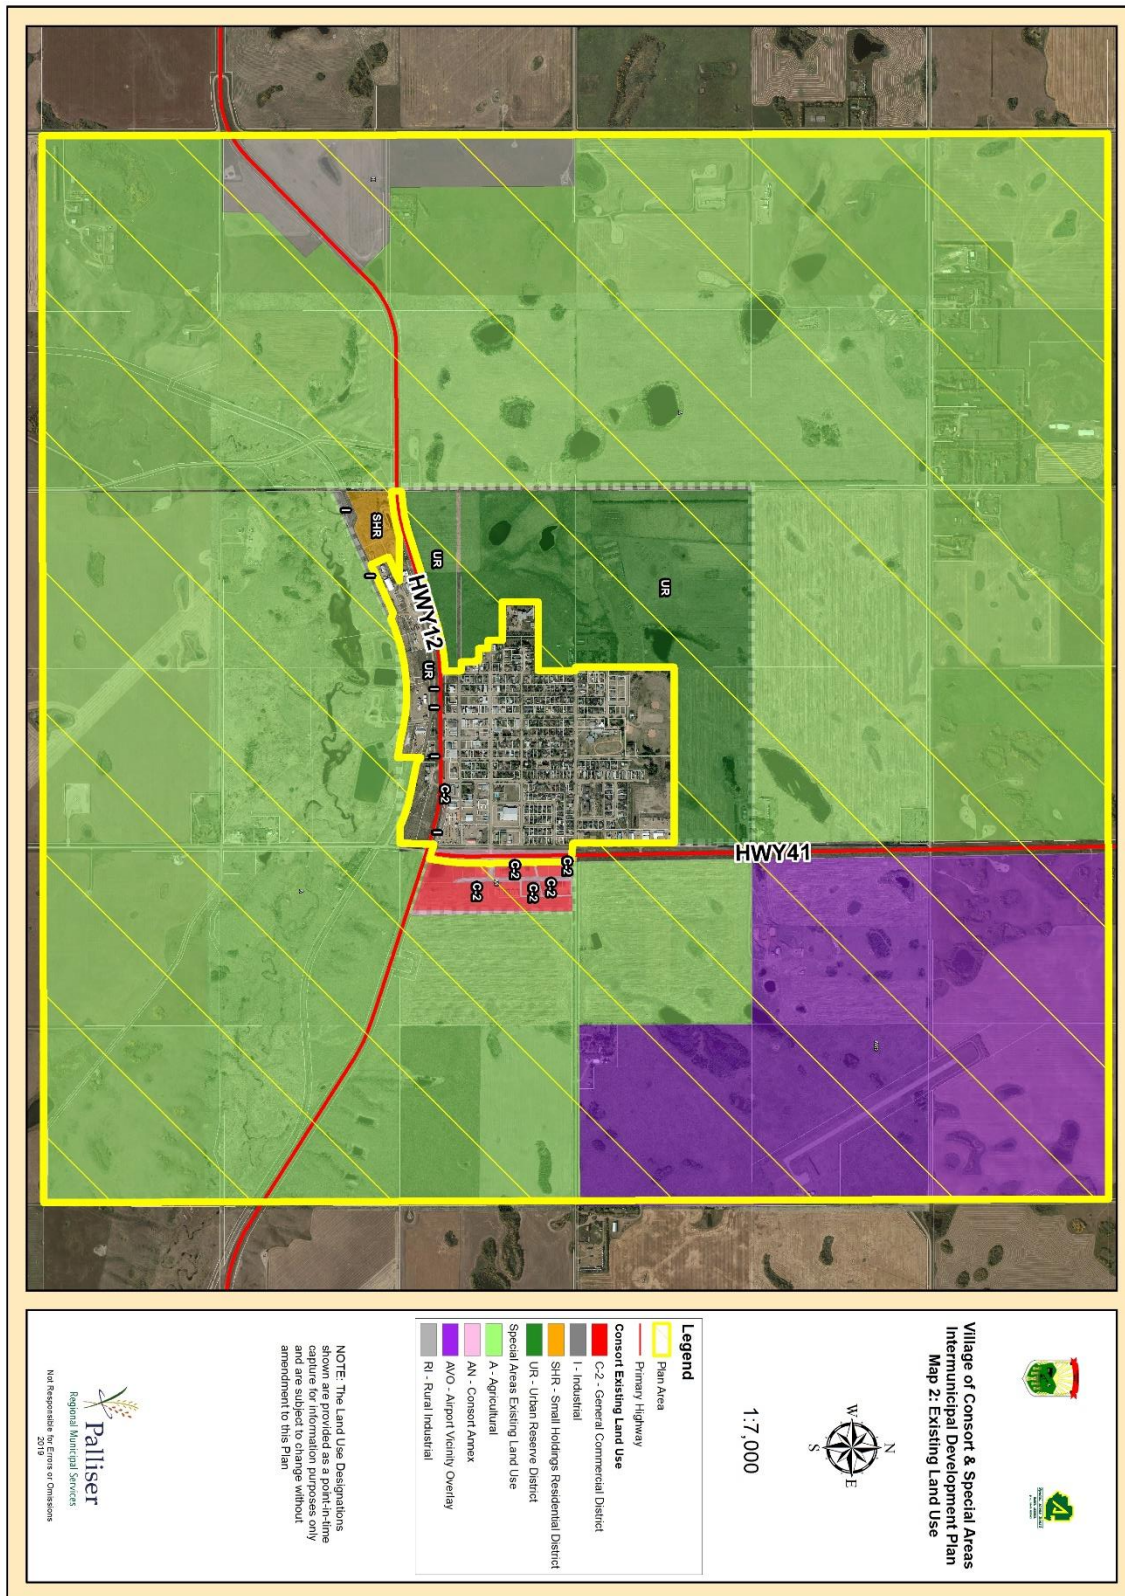 Village of Consort & Special Areas
Intermunicipal Development Plan
Map 2: Existing Land Use
N
W
E
S
1:7,000
Legend
Plan Area
Primary Highway
Consort Existing Land Use
C-2 - General Commercial District
I - Industrial
SHR - Small Holdings Residential District
UR - Urban Reserve District
Special Areas Existing Land Use
A - Agricultural
AN - Consort Annex
AVO - Airport Vicinity Overlay
RI - Rural Industrial
NOTE: The Land Use Designations
shown are provided as a point-in-time
capture for information purposes only
and are subject to change without
amendment to this Plan
Palliser
Regional Municipal Services
Not Responsible for Errors or Omissions
2019
HWY41
HWY12
UR
UR
UR
SHR
I
I
I
I
I
I
C-2
C-2
C-2
C-2
C-2
C-2